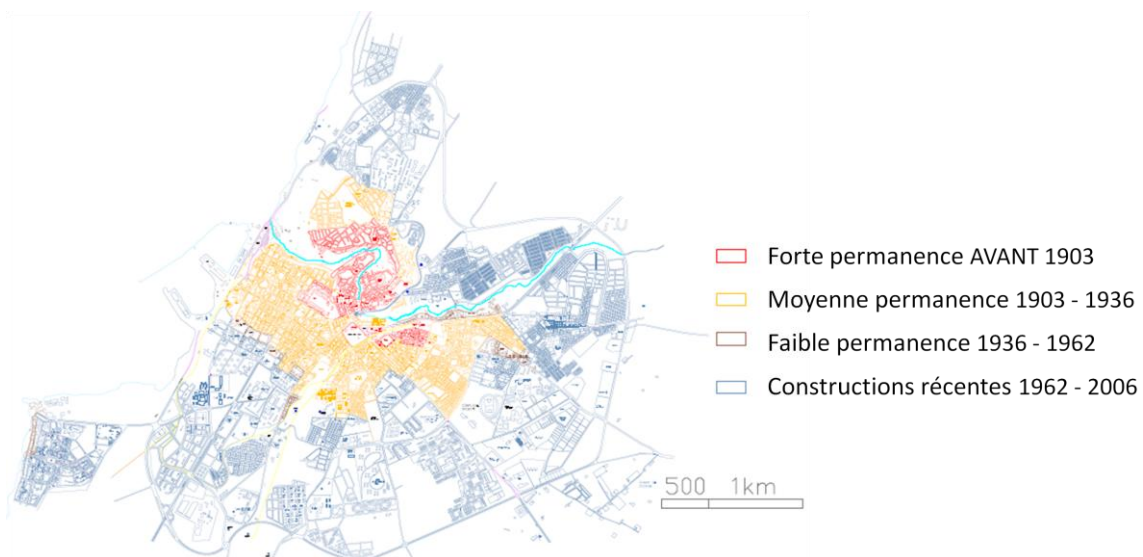 Forte permanence AVANT 1903
Moyenne permanence 1903 - 1936
Faible permanence 1936 - 1962
Constructions récentes 1962 - 2006
500 1km